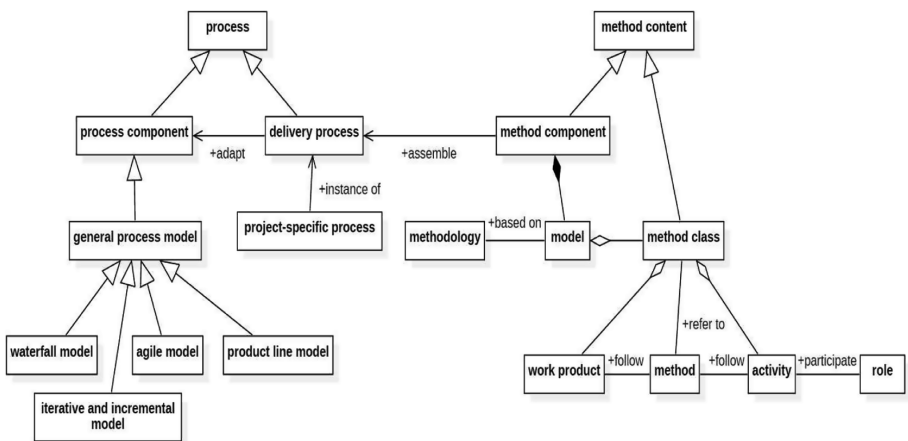 process
method content
process component
delivery process
method component
+adapt
+assemble
+instance of
general process model
project-specific process
methodology
+based on
model
method class
+refer to
waterfall model
agile model
product line model
work product
+follow
method
+follow
activity
+participate
role
iterative and incremental
model